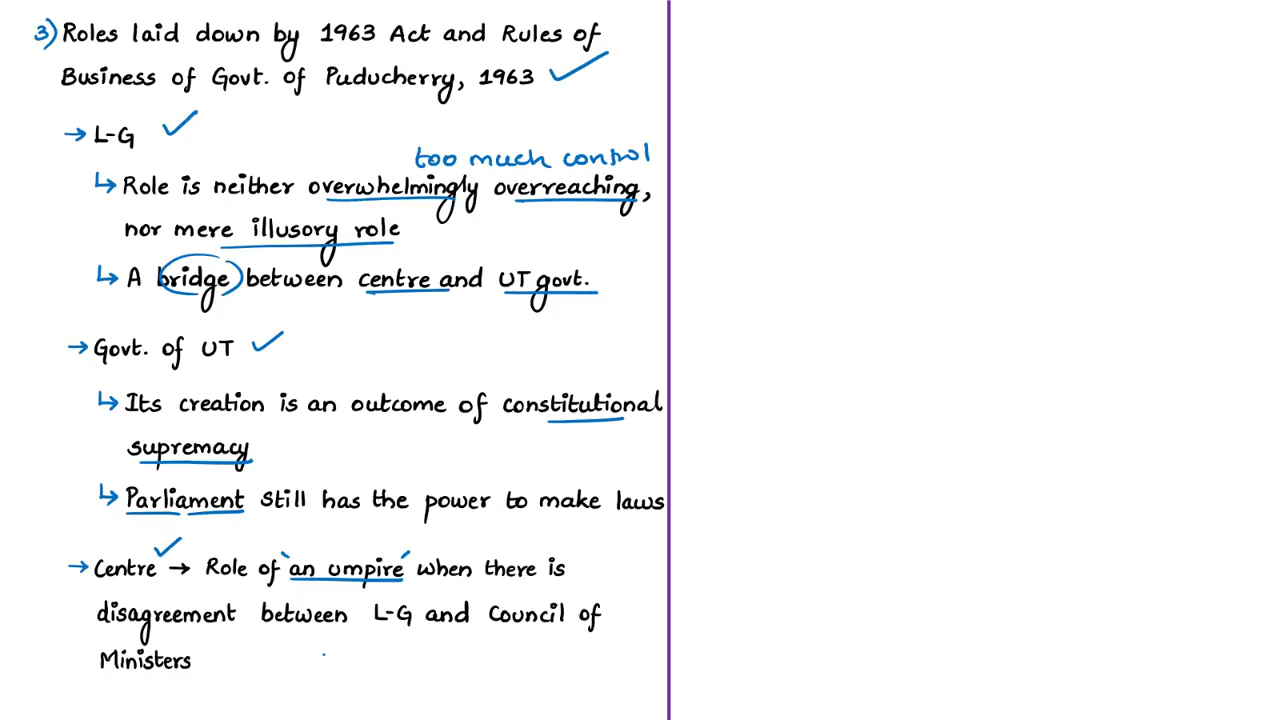 3) Roles laid down by 1963 Act and Rules of
Business of Govt. of Puducherry, 1963 ✓
→ L-G ✓
too much control
↳ Role is neither overwhelmingly overreaching,
nor mere illusory role
↳ A bridge between centre and UT govt.
→ Govt. of UT ✓
↳ Its creation is an outcome of constitutional
supremacy
↳ Parliament still has the power to make laws
→ Centre ✓ → Role of 'an umpire' when there is
disagreement between L-G and Council of
Ministers